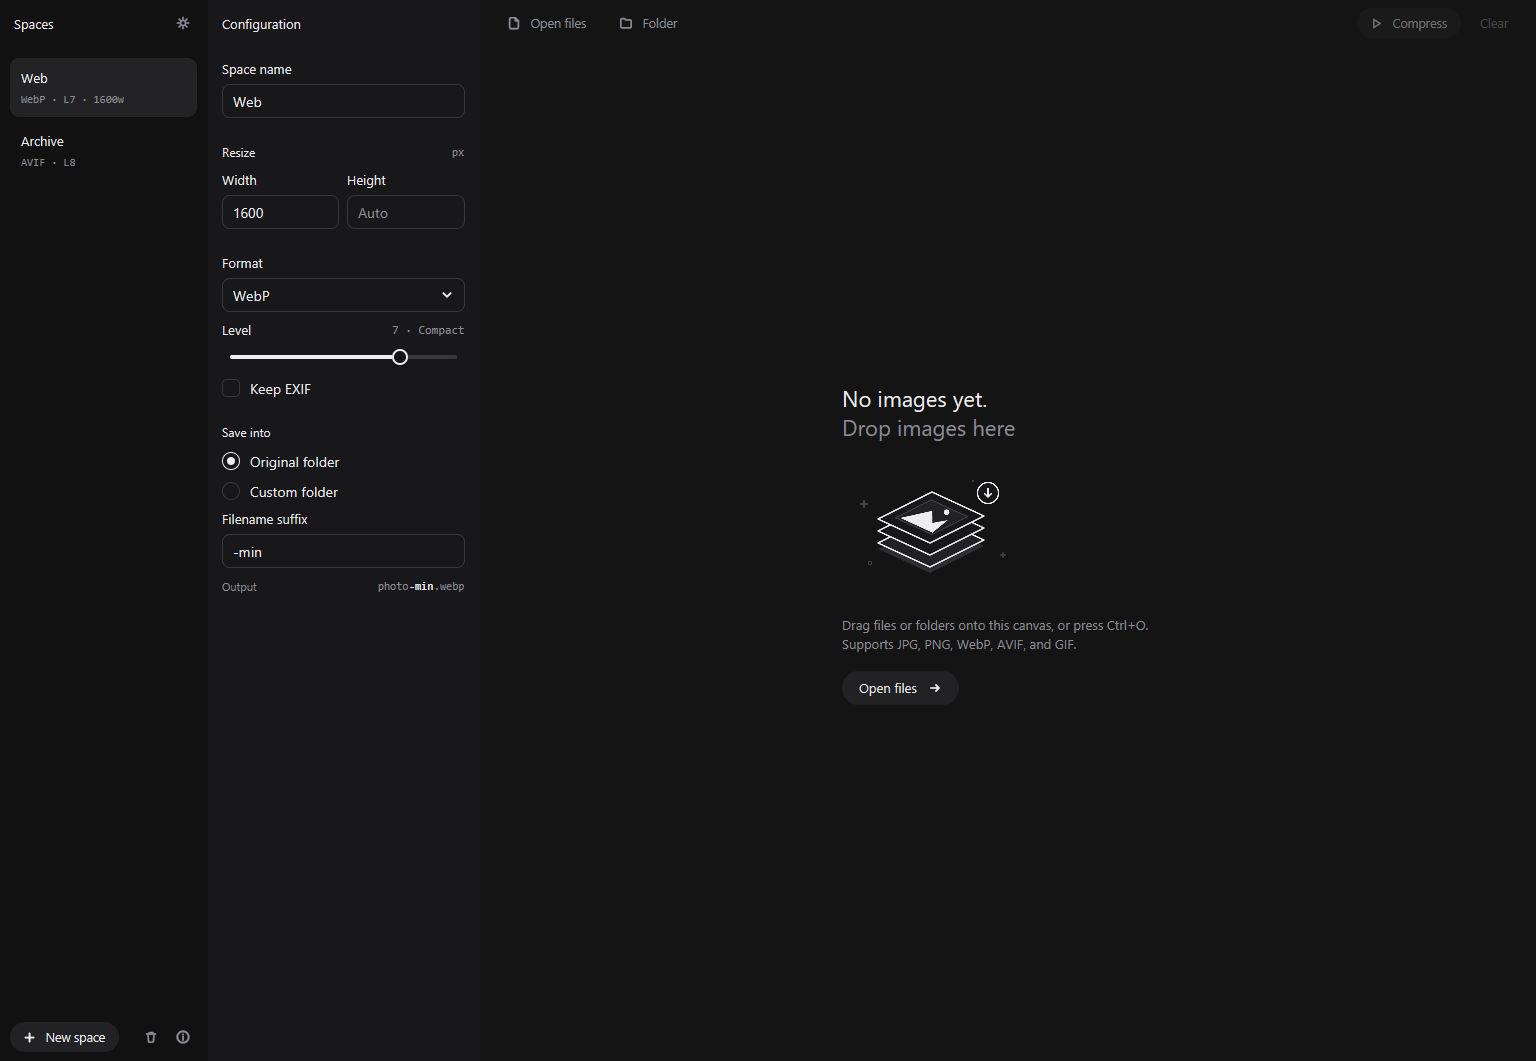 Spaces
Web
WebP · L7 · 1600w
Archive
AVIF · L8
New space
Configuration
Space name
Web
Resize
px
Width
Height
1600
Auto
Format
WebP
Level
7 · Compact
Keep EXIF
Save into
Original folder
Custom folder
Filename suffix
-min
Output
photo-min.webp
Open files
Folder
Compress
Clear
No images yet.
Drop images here
Drag files or folders onto this canvas, or press Ctrl+O.
Supports JPG, PNG, WebP, AVIF, and GIF.
Open files